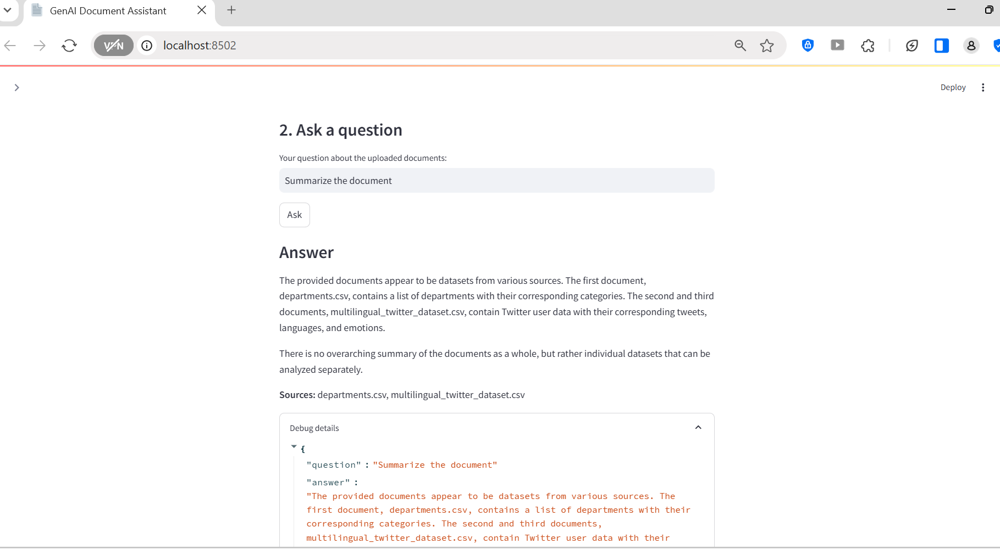 GenAI Document Assistant
VPN
localhost:8502
Deploy
2. Ask a question
Your question about the uploaded documents:
Summarize the document
Ask
Answer
The provided documents appear to be datasets from various sources. The first document,
departments.csv, contains a list of departments with their corresponding categories. The second and third
documents, multilingual_twitter_dataset.csv, contain Twitter user data with their corresponding tweets,
languages, and emotions.
There is no overarching summary of the documents as a whole, but rather individual datasets that can be
analyzed separately.
Sources: departments.csv, multilingual_twitter_dataset.csv
Debug details
{
"question" : "Summarize the document"
"answer" :
"The provided documents appear to be datasets from various sources. The
first document, departments.csv, contains a list of departments with their
corresponding categories. The second and third documents,
multilingual_twitter_dataset.csv, contain Twitter user data with their